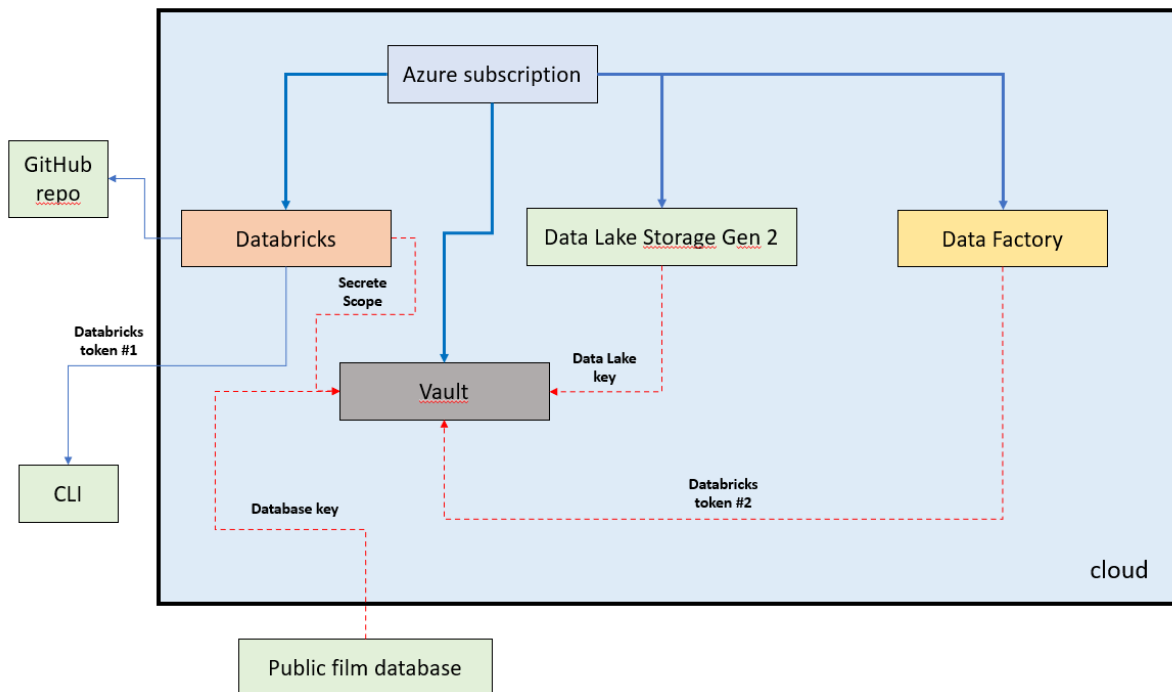 Azure subscription
GitHub
repo
Databricks
Data Lake Storage Gen 2
Data Factory
Secrete
Scope
Databricks
token #1
Data Lake
key
Vault
CLI
Databricks
token #2
Database key
cloud
Public film database